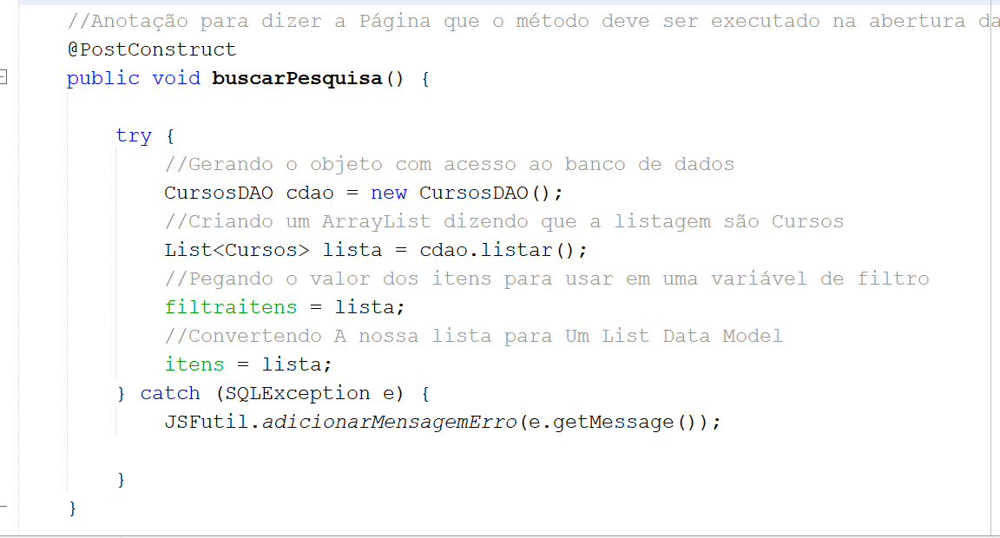 //Anotação para dizer a Página que o método deve ser executado na abertura da
@PostConstruct
public void buscarPesquisa() {
try {
//Gerando o objeto com acesso ao banco de dados
CursosDAO cdao = new CursosDAO();
//Criando um ArrayList dizendo que a listagem são Cursos
List<Cursos> lista = cdao.listar();
//Pegando o valor dos itens para usar em uma variável de filtro
filtraitens = lista;
//Convertendo A nossa lista para Um List Data Model
itens = lista;
} catch (SQLException e) {
JSFutil.adicionarMensagemErro(e.getMessage());
}
}